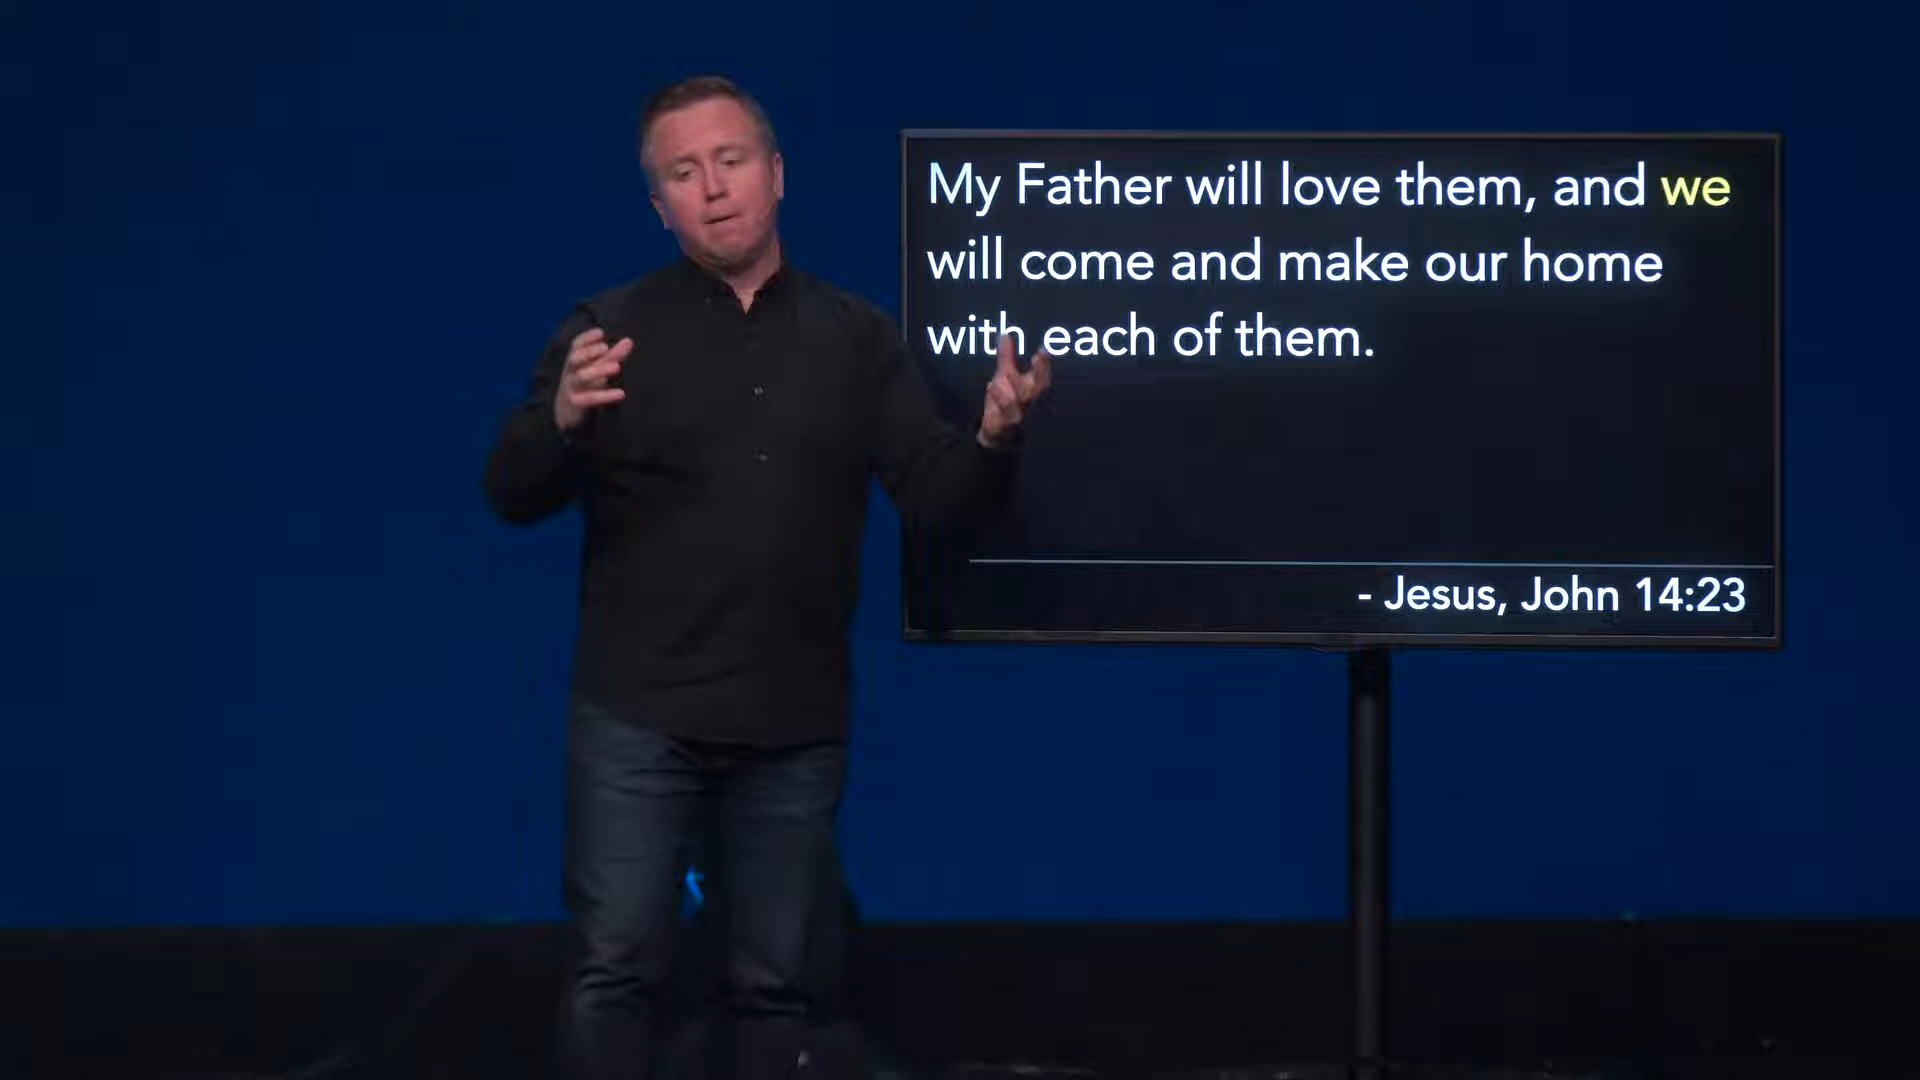 My Father will love them, and we
will come and make our home
with each of them.
- Jesus, John 14:23